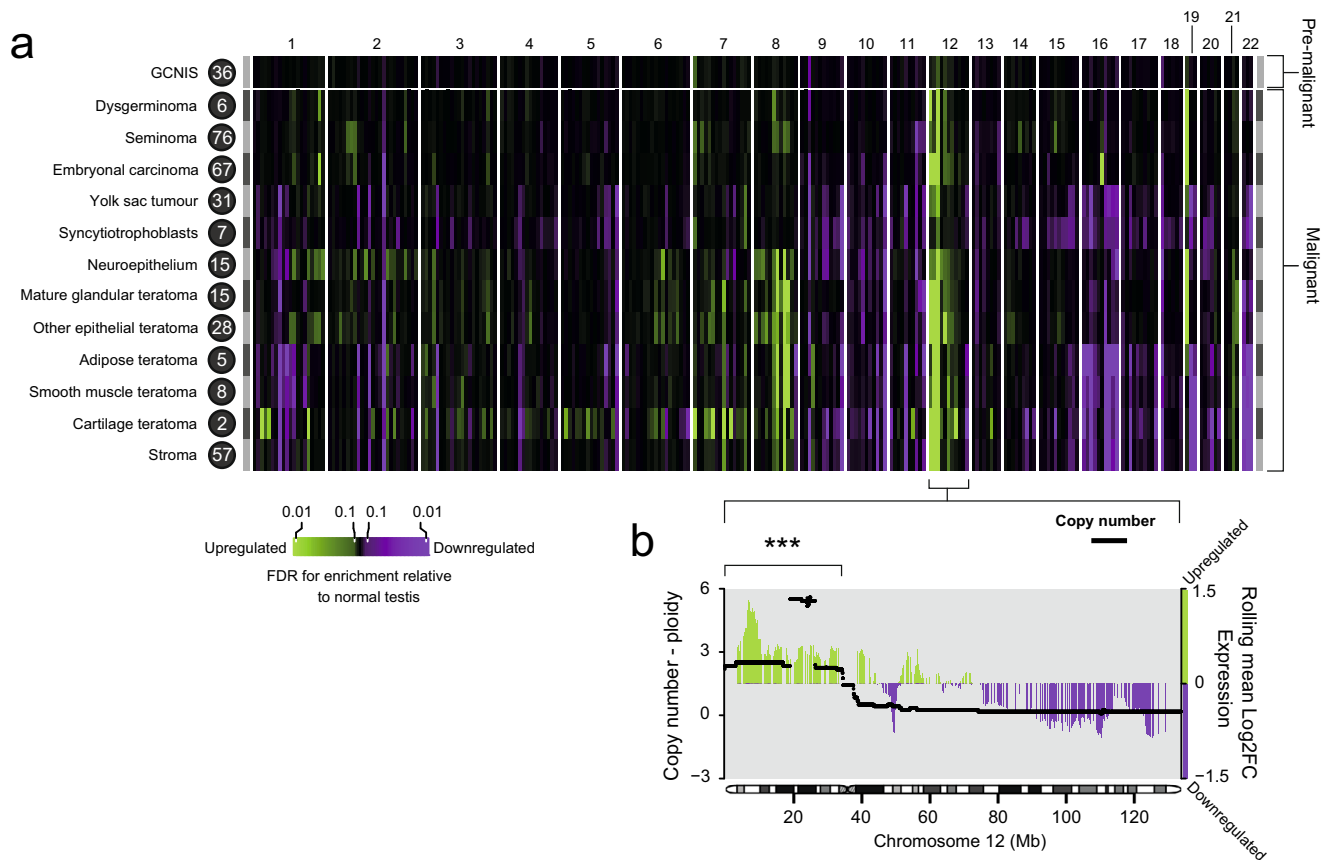 a
1 2 3 4 5 6 7 8 9 10 11 12 13 14 15 16 17 18 19 20 21 22
Pre-malignant
Malignant
GCNIS 36
Dysgerminoma 6
Seminoma 76
Embryonal carcinoma 67
Yolk sac tumour 31
Syncytiotrophoblasts 7
Neuroepithelium 15
Mature glandular teratoma 15
Other epithelial teratoma 28
Adipose teratoma 5
Smooth muscle teratoma 8
Cartilage teratoma 2
Stroma 57
0.01 0.1 0.1 0.01
Upregulated Downregulated
FDR for enrichment relative
to normal testis
b
Copy number
***
Upregulated
6
3
0
−3
Copy number - ploidy
1.5
0
−1.5
Rolling mean Log2FC
Expression
Downregulated
20 40 60 80 100 120
Chromosome 12 (Mb)